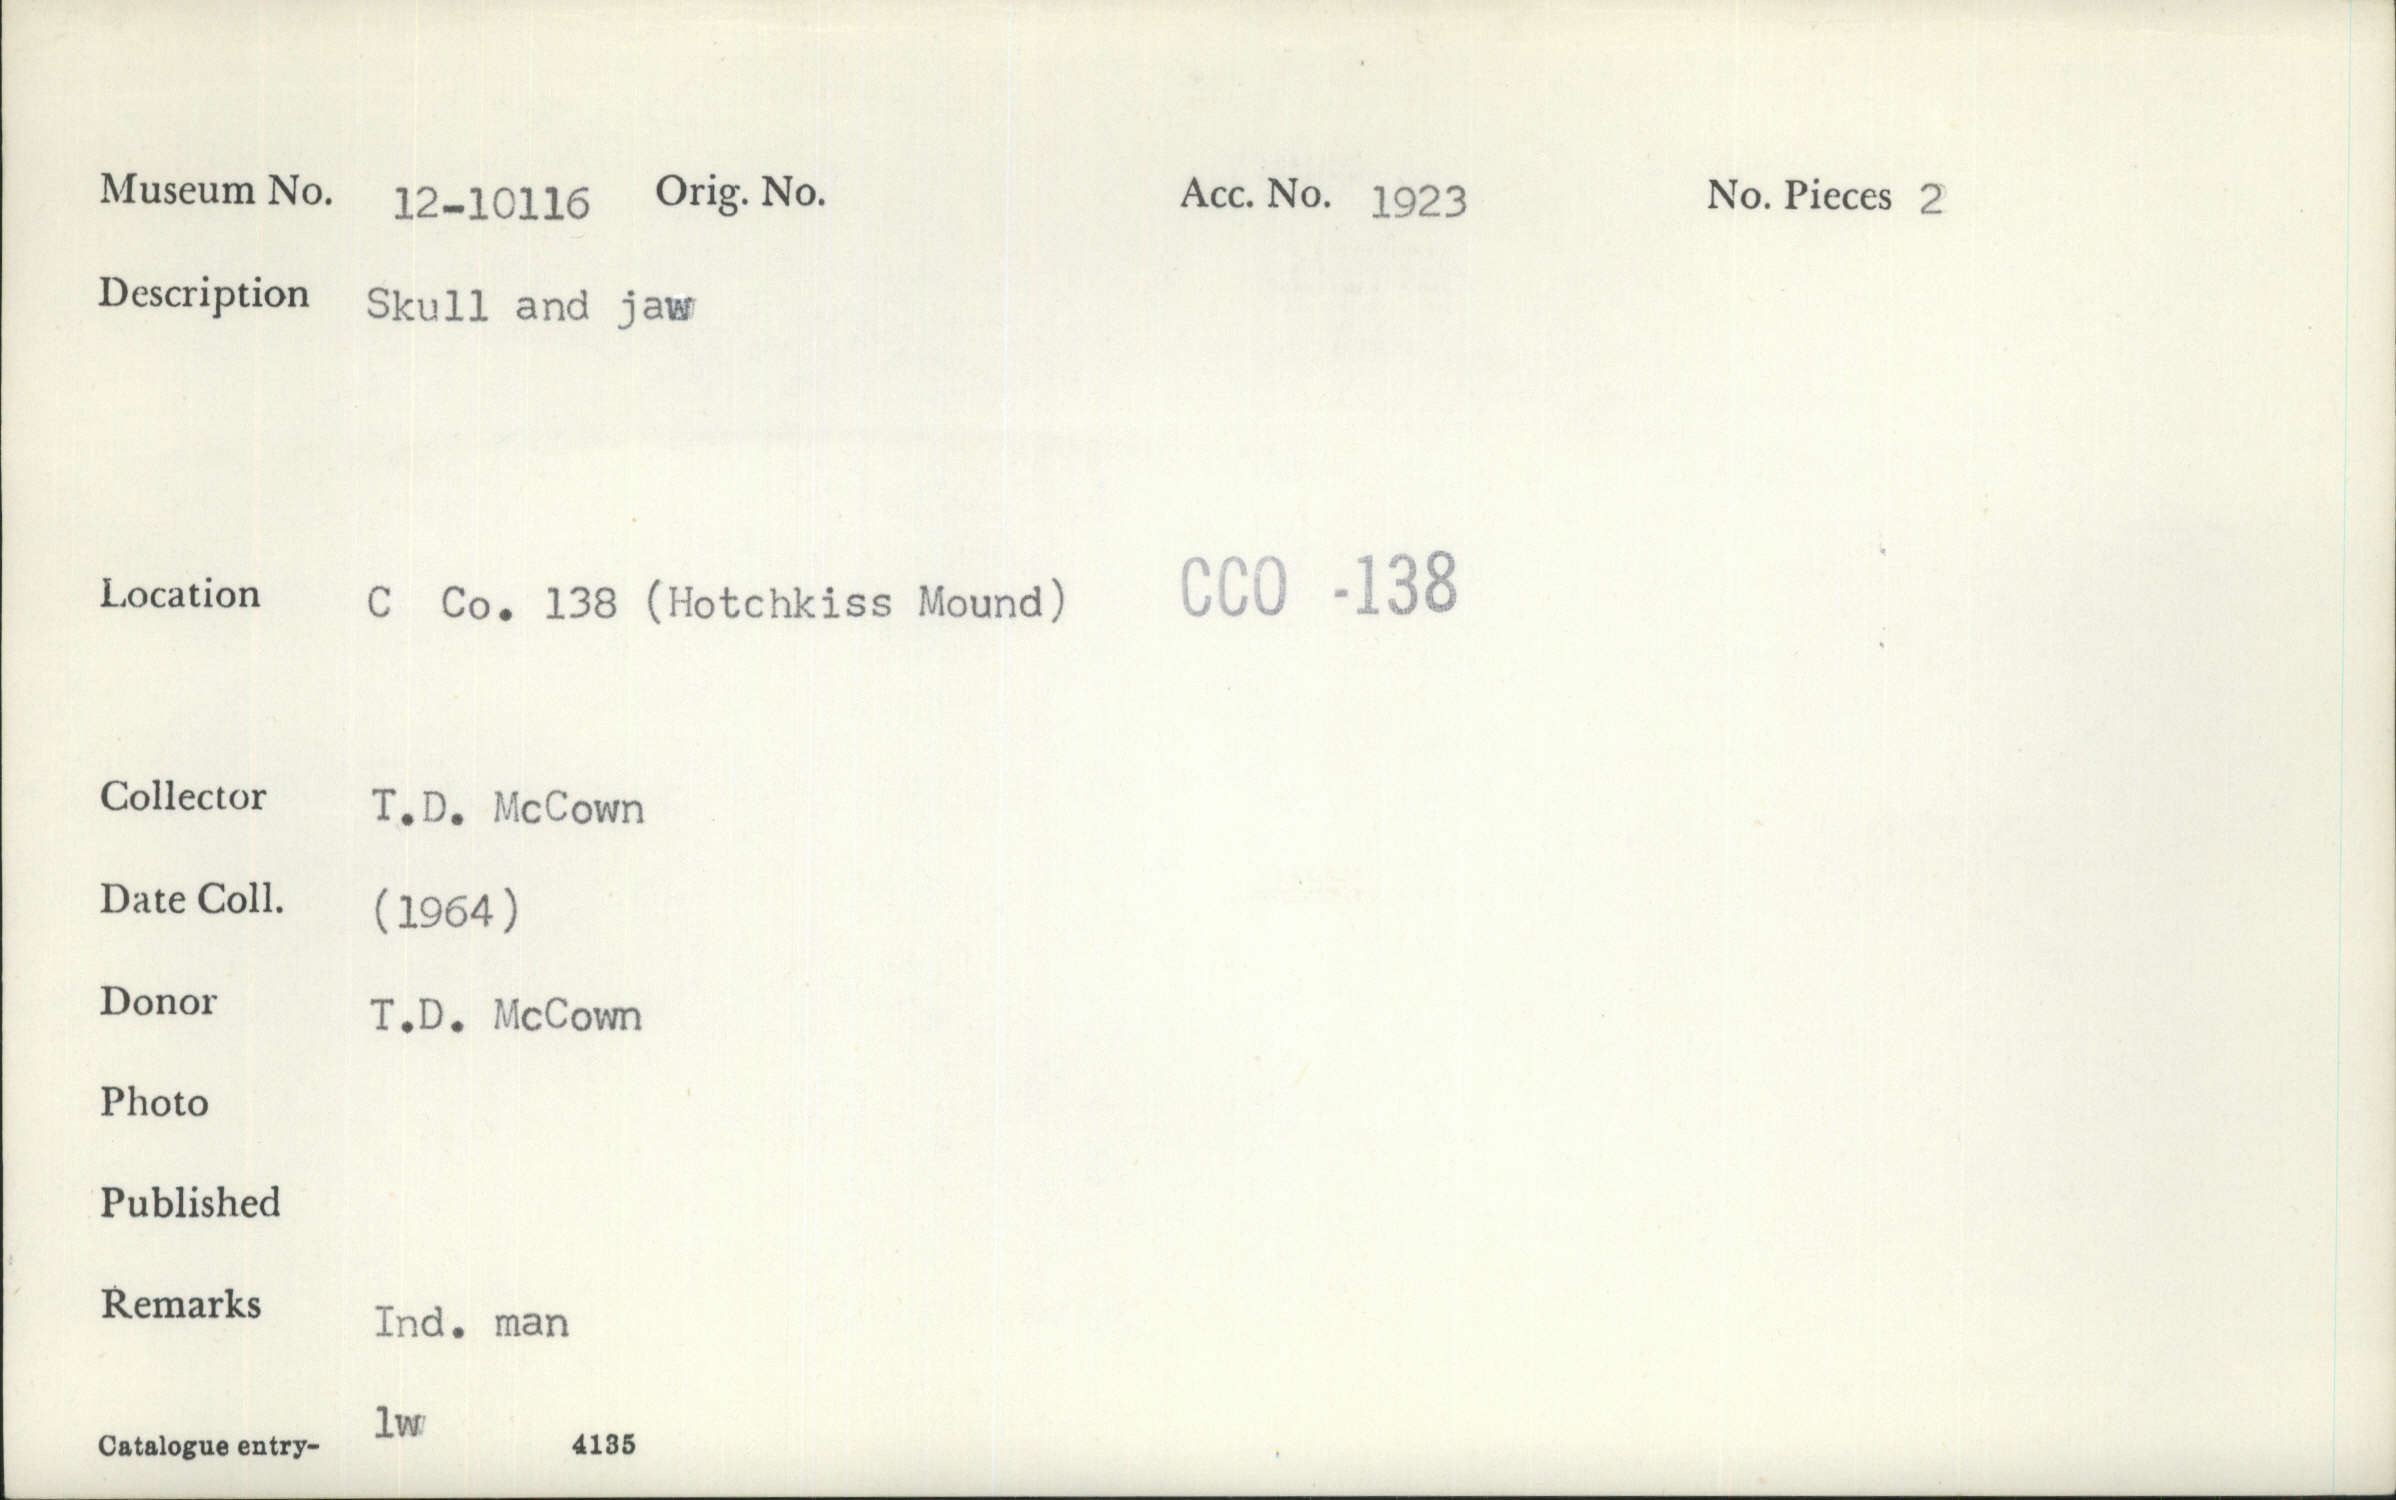 Museum No. 12-10116 Orig. No. Acc. No. 1923 No. Pieces 2
Description Skull and jaw
Location C Co. 138 (Hotchkiss Mound) CCO -138
Collector T.D. McCown
Date Coll. (1964)
Donor T.D. McCown
Photo
Published
Remarks Ind. man
Catalogue entry- lw 4135